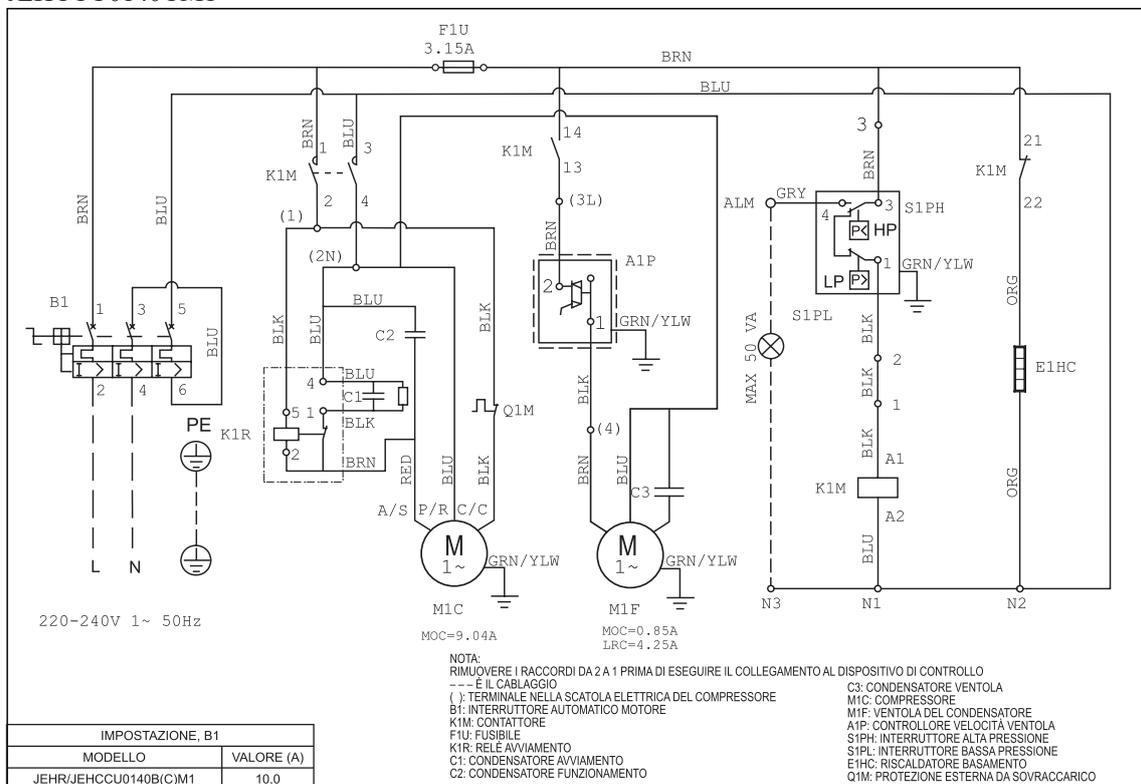 F1U
3.15A
BRN
BLU
BRN
BLU
1
3
K1M
2
4
(1)
(2N)
14
K1M
13
(3L)
BRN
A1P
2
1
GRN/YLW
3
BRN
ALM
GRY
4
3
S1PH
P<
HP
1
GRN/YLW
LP
P>
S1PL
21
K1M
22
ORG
BRN
BLU
B1
1
3
5
BLU
2
4
6
PE
L
N
220-240V 1~ 50Hz
BLK
BLU
BLU
C2
BLK
4
BLU
C1
5
1
BLK
K1R
2
BRN
RED
BLU
BLK
Q1M
A/S
P/R
C/C
M
1~
GRN/YLW
M1C
MOC=9.04A
BLK
(4)
BRN
BLU
C3
M
1~
GRN/YLW
M1F
MOC=0.85A
LRC=4.25A
MAX 50 VA
BLK
2
BLK
1
BLK
A1
K1M
A2
BLU
E1HC
ORG
N3
N1
N2
NOTA:
RIMUOVERE I RACCORDI DA 2 A 1 PRIMA DI ESEGUIRE IL COLLEGAMENTO AL DISPOSITIVO DI CONTROLLO
---- È IL CABLAGGIO
( ): TERMINALE NELLA SCATOLA ELETTRICA DEL COMPRESSORE
B1: INTERRUTTORE AUTOMATICO MOTORE
K1M: CONTATTORE
F1U: FUSIBILE
K1R: RELÈ AVVIAMENTO
C1: CONDENSATORE AVVIAMENTO
C2: CONDENSATORE FUNZIONAMENTO
C3: CONDENSATORE VENTOLA
M1C: COMPRESSORE
M1F: VENTOLA DEL CONDENSATORE
A1P: CONTROLLORE VELOCITÀ VENTOLA
S1PH: INTERRUTTORE ALTA PRESSIONE
S1PL: INTERRUTTORE BASSA PRESSIONE
E1HC: RISCALDATORE BASAMENTO
Q1M: PROTEZIONE ESTERNA DA SOVRACCARICO
IMPOSTAZIONE, B1
MODELLO VALORE (A)
JEHR/JEHCCU0140B(C)M1 10.0